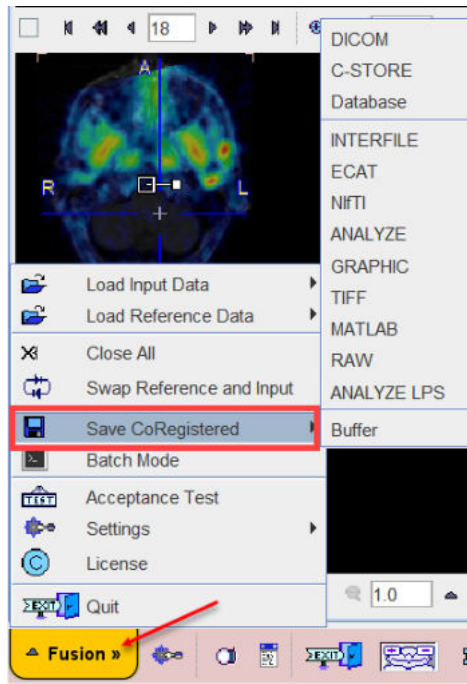 18
DICOM
C-STORE
Database
INTERFILE
ECAT
NIfTI
ANALYZE
GRAPHIC
TIFF
MATLAB
RAW
ANALYZE LPS
Buffer
A
R
L
Load Input Data
Load Reference Data
Close All
Swap Reference and Input
Save CoRegistered
Batch Mode
TEST
Acceptance Test
Settings
C
License
EXIT
Quit
1.0
Fusion »
EXIT